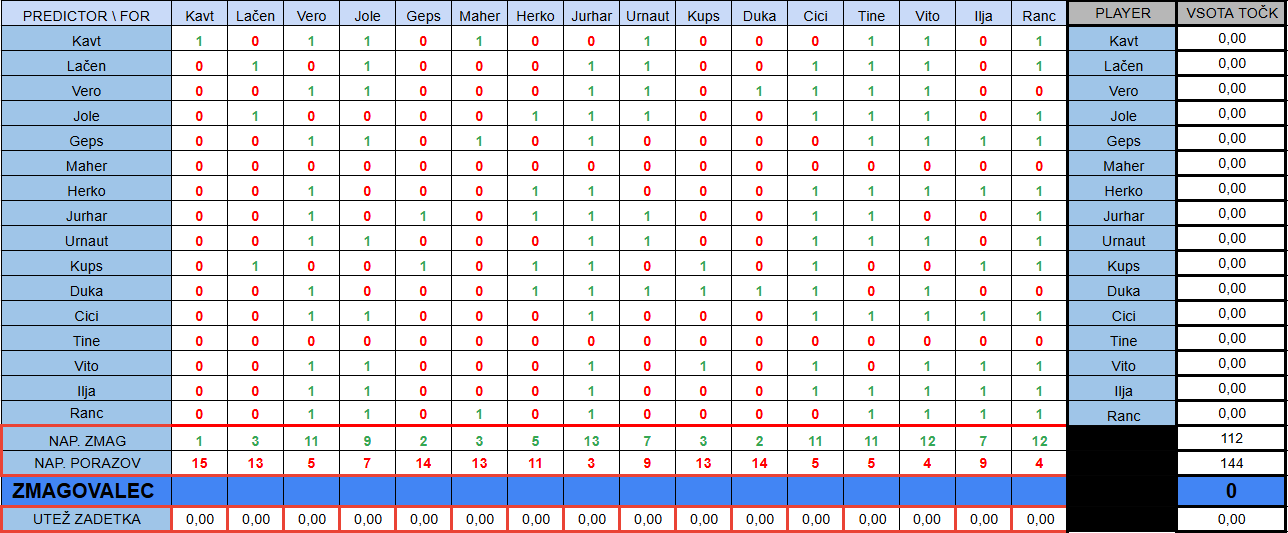 PREDICTOR \ FOR Kavt Lačen Vero Jole Geps Maher Herko Jurhar Urnaut Kups Duka Cici Tine Vito Ilja Ranc PLAYER VSOTA TOČK
Kavt 1 0 1 1 0 1 0 0 1 0 0 0 1 1 0 1 Kavt 0,00
Lačen 0 1 0 1 0 0 0 1 1 0 0 1 1 1 0 1 Lačen 0,00
Vero 0 0 1 1 0 0 0 1 1 0 1 1 1 1 0 0 Vero 0,00
Jole 0 1 0 0 0 0 1 1 1 0 0 1 1 1 0 1 Jole 0,00
Geps 0 0 1 1 0 1 0 1 0 0 0 0 1 1 1 1 Geps 0,00
Maher 0 0 0 0 0 0 0 0 0 0 0 0 0 0 0 0 Maher 0,00
Herko 0 0 1 0 0 0 1 1 0 0 0 1 1 1 1 1 Herko 0,00
Jurhar 0 0 1 0 1 0 1 1 1 0 0 1 1 0 0 1 Jurhar 0,00
Urnaut 0 0 1 1 0 0 0 1 1 0 0 1 1 1 0 1 Urnaut 0,00
Kups 0 1 0 0 1 0 1 1 0 1 0 1 0 0 1 1 Kups 0,00
Duka 0 0 1 0 0 0 1 1 1 1 1 1 0 1 0 0 Duka 0,00
Cici 0 0 1 1 0 0 0 1 0 0 0 1 1 1 1 1 Cici 0,00
Tine 0 0 0 0 0 0 0 0 0 0 0 0 0 0 0 0 Tine 0,00
Vito 0 0 1 1 0 0 0 1 0 1 0 1 0 1 1 1 Vito 0,00
Ilja 0 0 1 1 0 0 0 1 0 0 0 1 1 1 1 1 Ilja 0,00
Ranc 0 0 1 1 0 1 0 1 0 0 0 0 1 1 1 1 Ranc 0,00
NAP. ZMAG 1 3 11 9 2 3 5 13 7 3 2 11 11 12 7 12 112
NAP. PORAZOV 15 13 5 7 14 13 11 3 9 13 14 5 5 4 9 4 144
ZMAGOVALEC 0
UTEŽ ZADETKA 0,00 0,00 0,00 0,00 0,00 0,00 0,00 0,00 0,00 0,00 0,00 0,00 0,00 0,00 0,00 0,00 0,00